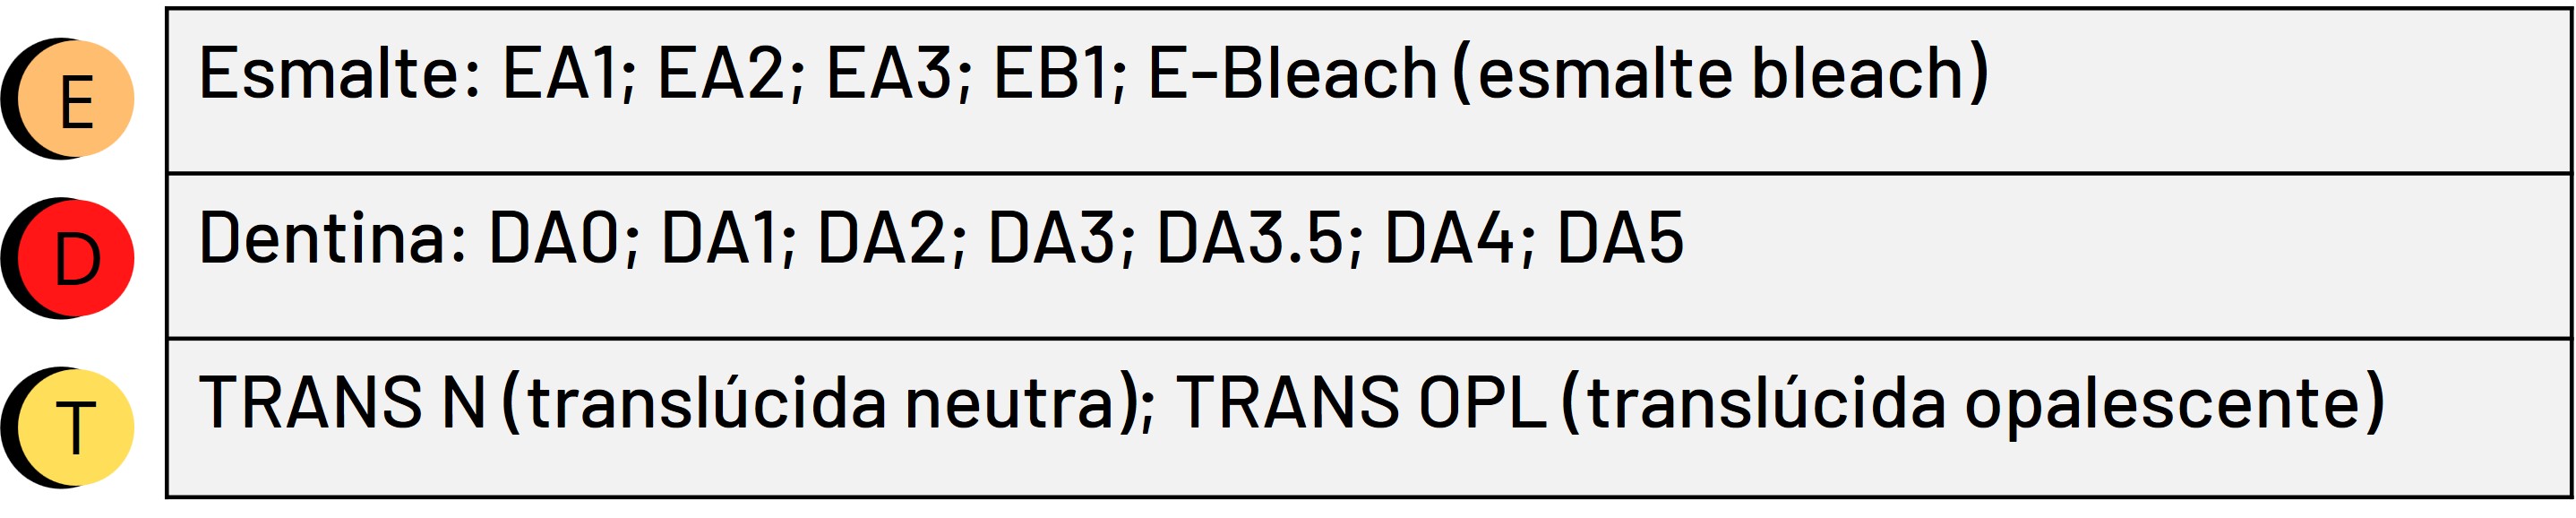 E
Esmalte: EA1; EA2; EA3; EB1; E-Bleach (esmalte bleach)
D
Dentina: DA0; DA1; DA2; DA3; DA3.5; DA4; DA5
T
TRANS N (translúcida neutra); TRANS OPL (translúcida opalescente)